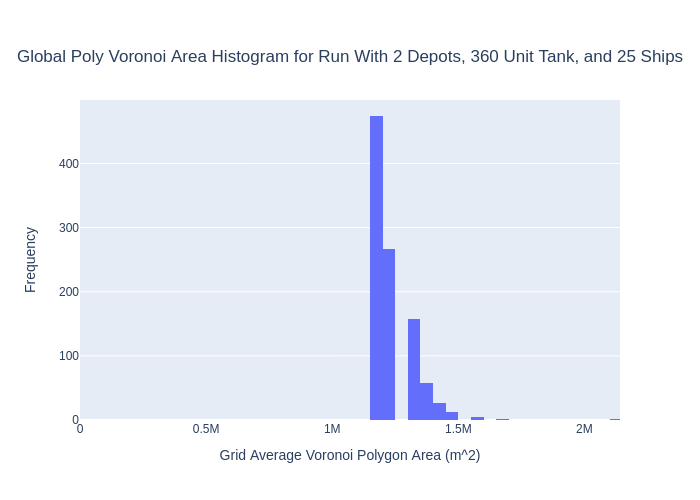 Global Poly Voronoi Area Histogram for Run With 2 Depots, 360 Unit Tank, and 25 Ships
Frequency
400
300
200
100
0
0 0.5M 1M 1.5M 2M
Grid Average Voronoi Polygon Area (m^2)